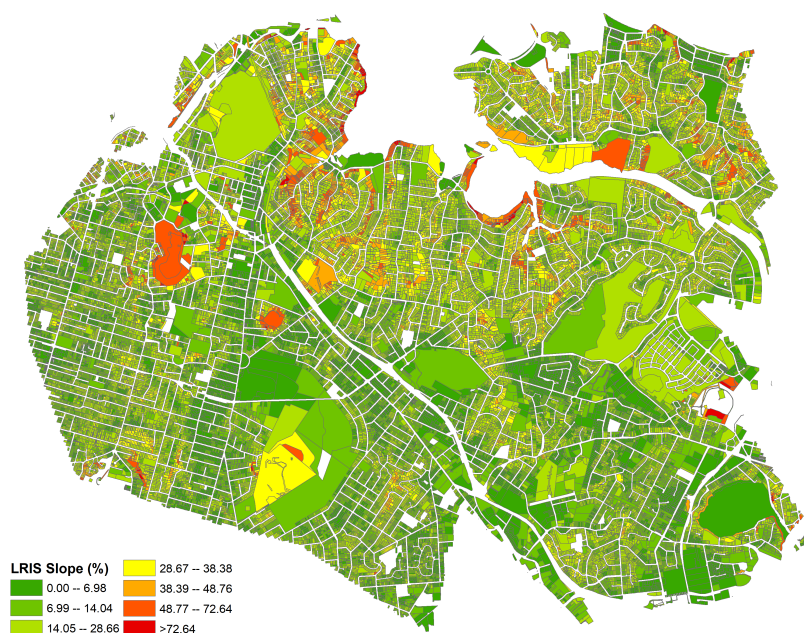 LRIS Slope (%)
0.00 -- 6.98
6.99 -- 14.04
14.05 -- 28.66
28.67 -- 38.38
38.39 -- 48.76
48.77 -- 72.64
>72.64